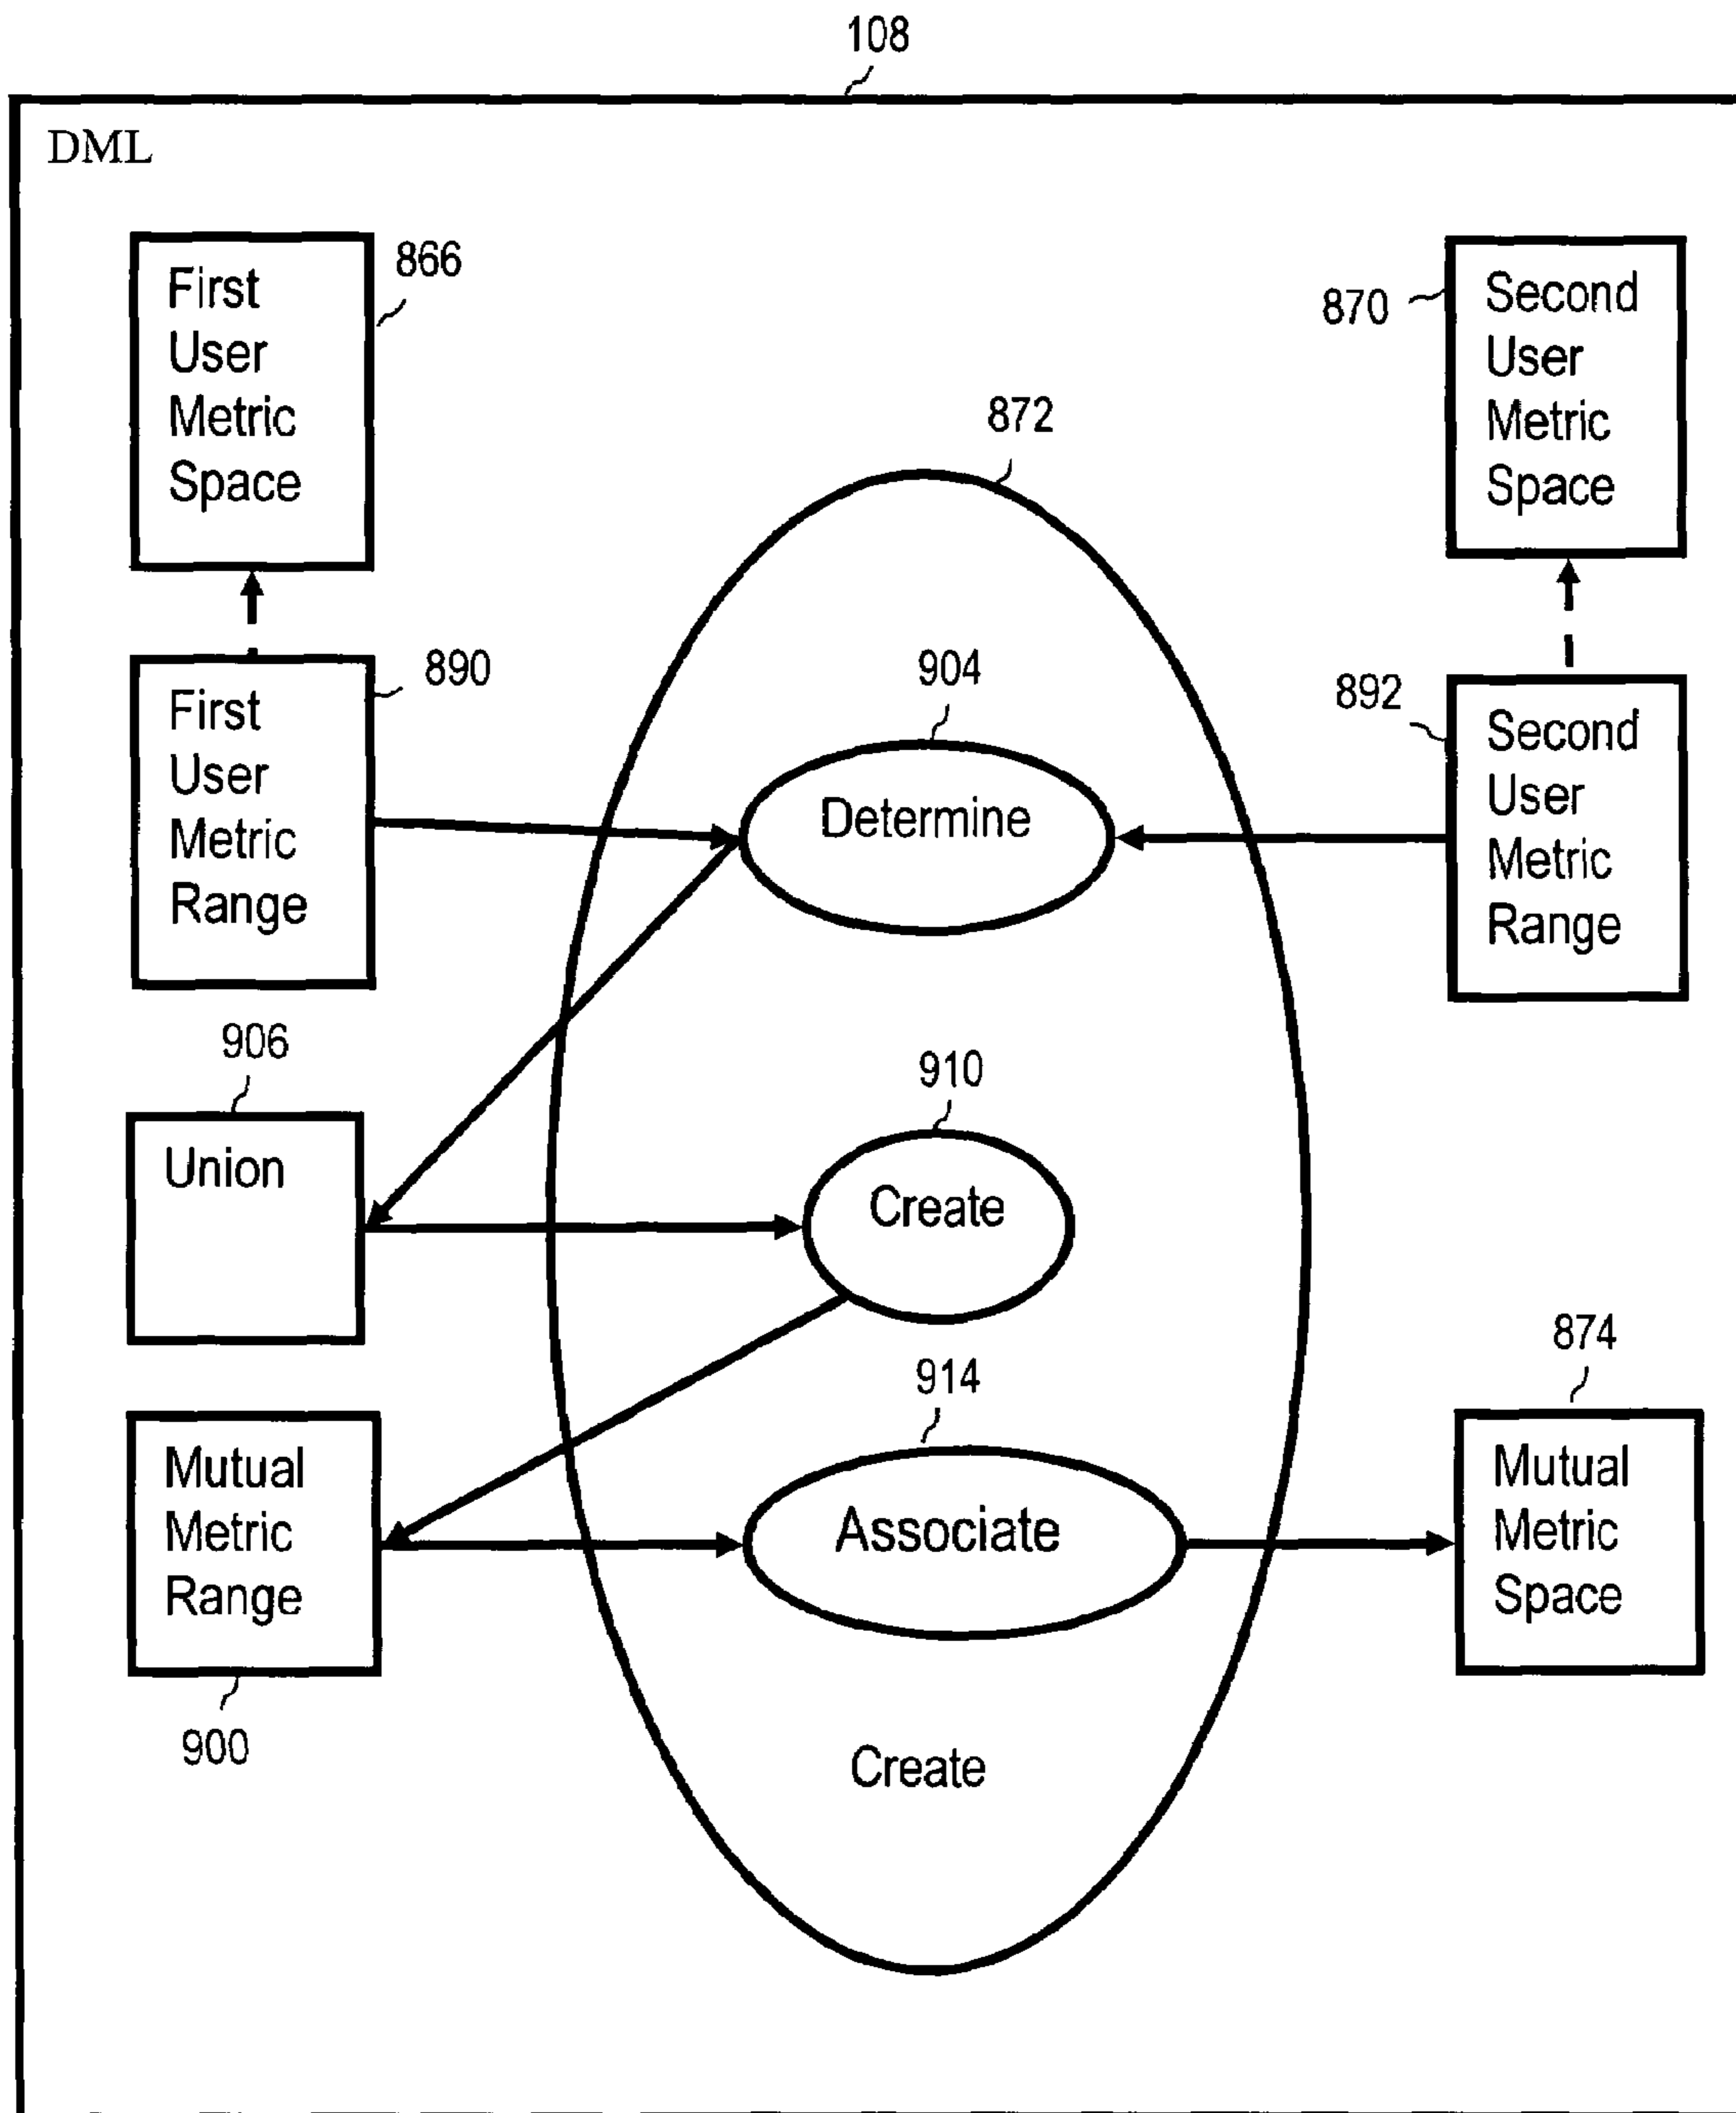 108
DML
First
User
Metric
Space
866
870
Second
User
Metric
Space
872
First
User
Metric
Range
890
904
Determine
892
Second
User
Metric
Range
906
Union
910
Create
914
Associate
874
Mutual
Metric
Space
Mutual
Metric
Range
900
Create